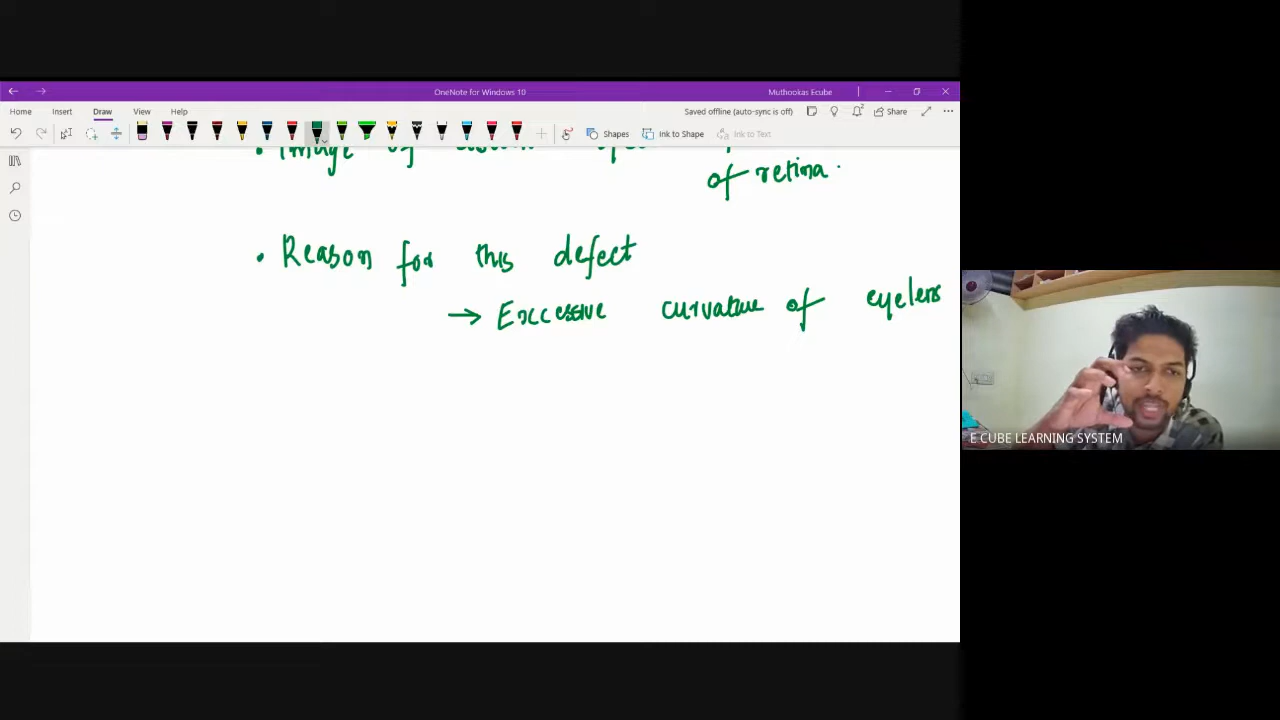 OneNote for Windows 10
Muthookas Ecube
Home Insert Draw View Help
Saved offline (auto-sync is off)
Share
Shapes
Ink to Shape
Ink to Text
• Image of
of retina.
• Reason for this defect
→ Excessive curvature of eyelens
E CUBE LEARNING SYSTEM